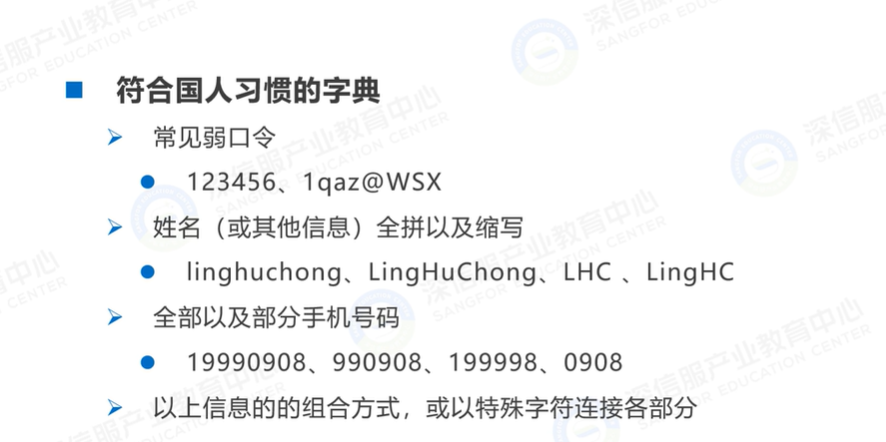 符合国人习惯的字典
常见弱口令
123456、1qaz@WSX
姓名（或其他信息）全拼以及缩写
linghuchong、LingHuChong、LHC 、LingHC
全部以及部分手机号码
19990908、990908、199998、0908
以上信息的的组合方式，或以特殊字符连接各部分
深信服产业教育中心
SANGFOR EDUCATION CENTER